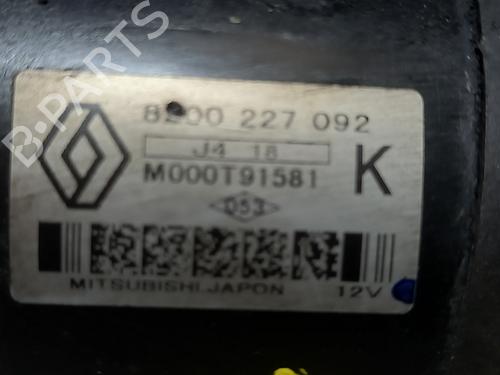 B-PARTS
8200 227 092
J4 18
M000T91581 K
053
MITSUBISHI JAPON 12V